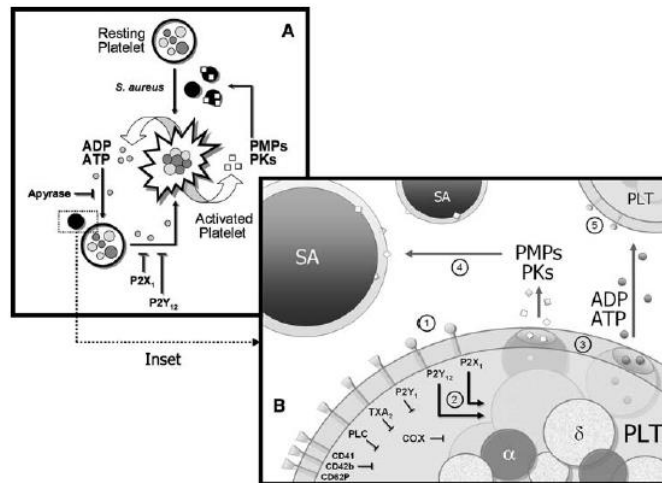 A
Resting
Platelet
S. aureus
ADP
ATP
PMPs
PKs
Apyrase
Activated
Platelet
P2X1
P2Y12
Inset
B
SA
SA
PLT
5
4
PMPs
PKs
ADP
ATP
1
3
P2X1
P2Y12
2
P2Y1
TXA2
PLC
COX
CD41
CD42b
CD62P
α
δ
PLT